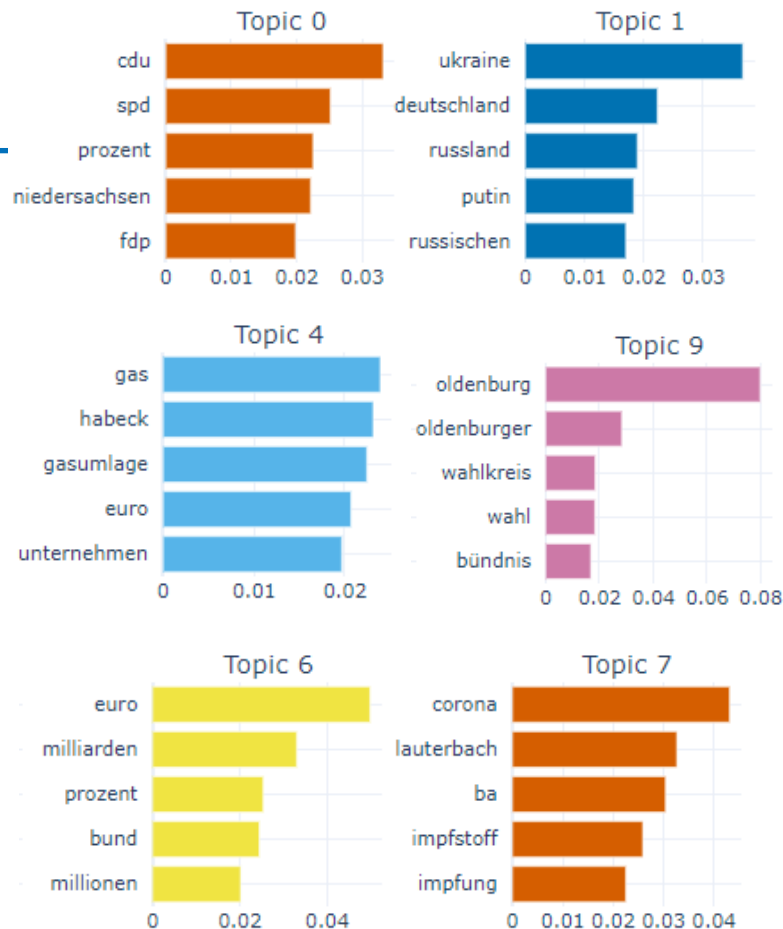 Topic 0
cdu
spd
prozent
niedersachsen
fdp
0 0.01 0.02 0.03
Topic 1
ukraine
deutschland
russland
putin
russischen
0 0.01 0.02 0.03
Topic 4
gas
habeck
gasumlage
euro
unternehmen
0 0.01 0.02
Topic 9
oldenburg
oldenburger
wahlkreis
wahl
bündnis
0 0.02 0.04 0.06 0.08
Topic 6
euro
milliarden
prozent
bund
millionen
0 0.02 0.04
Topic 7
corona
lauterbach
ba
impfstoff
impfung
0 0.01 0.02 0.03 0.04